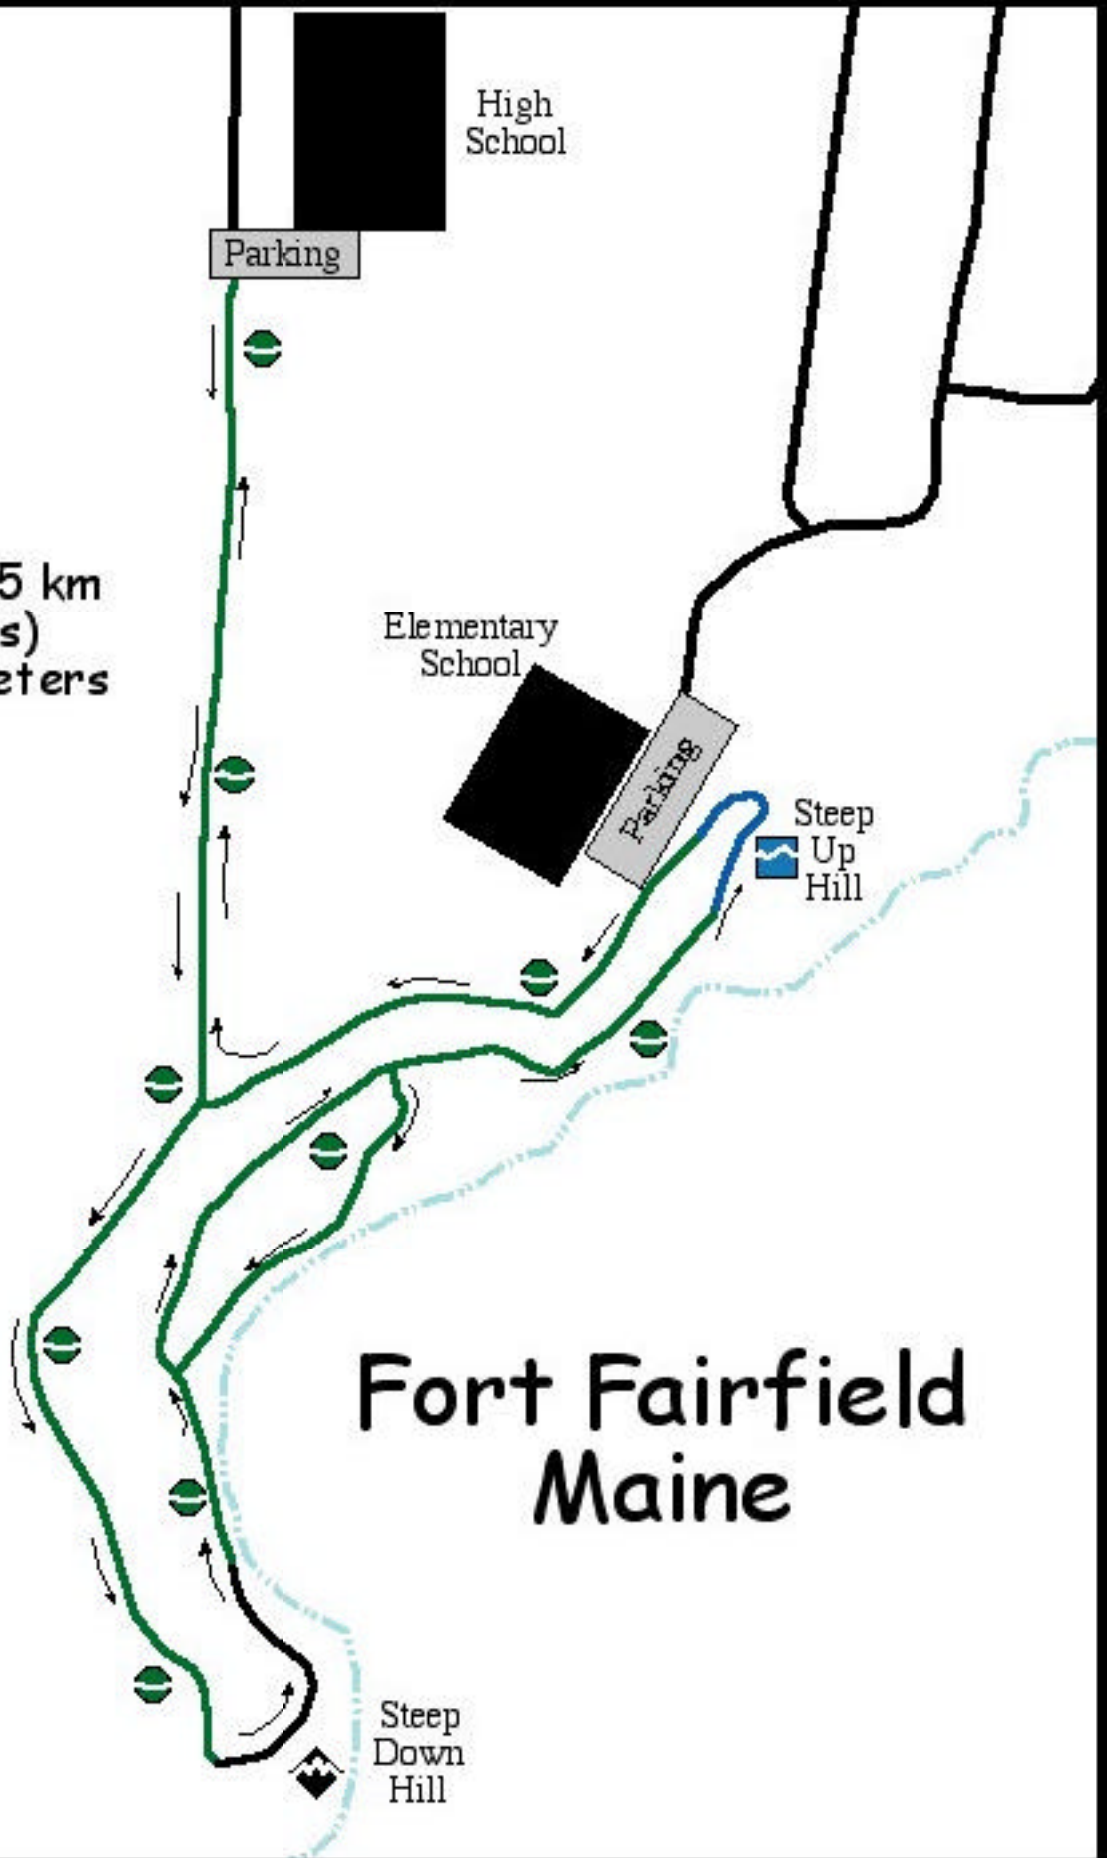 High
School
Parking
5 km
s)
eters
Elementary
School
Parking
Steep
Up
Hill
Fort Fairfield
Maine
Steep
Down
Hill